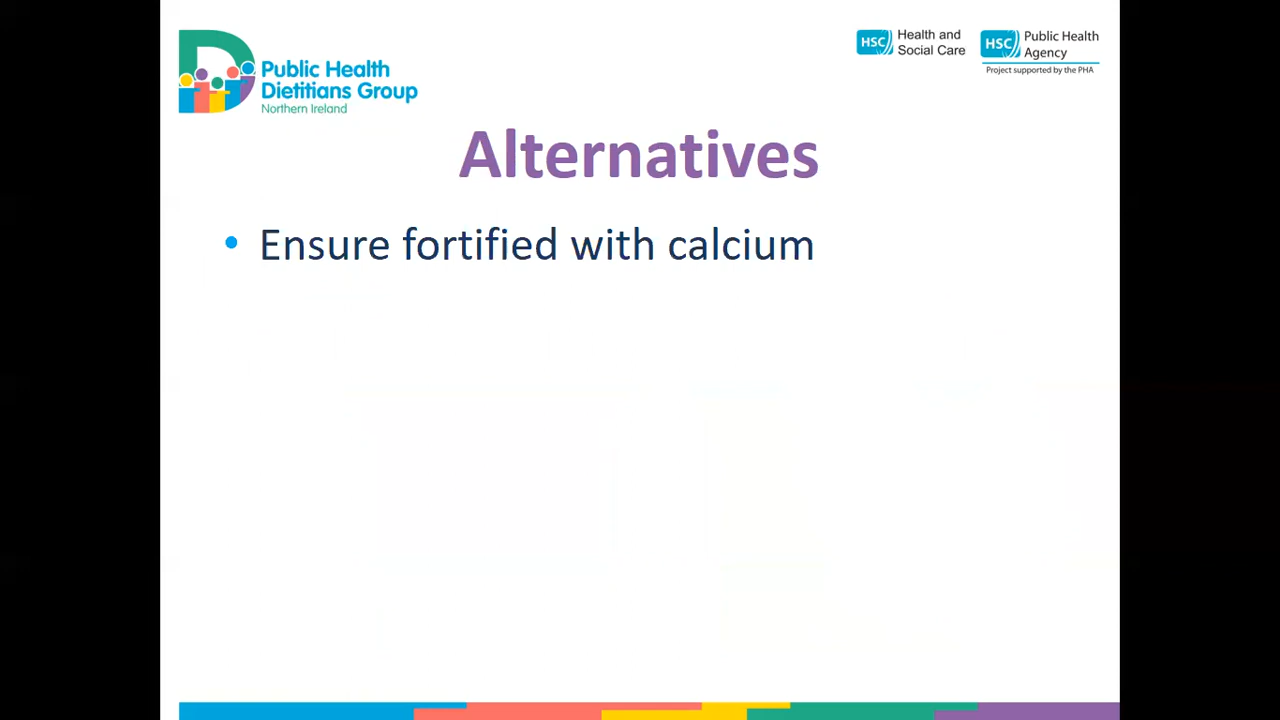 Public Health
Dietitians Group
Northern Ireland
HSC
Health and
Social Care
HSC
Public Health
Agency
Project supported by the PHA
Alternatives
• Ensure fortified with calcium